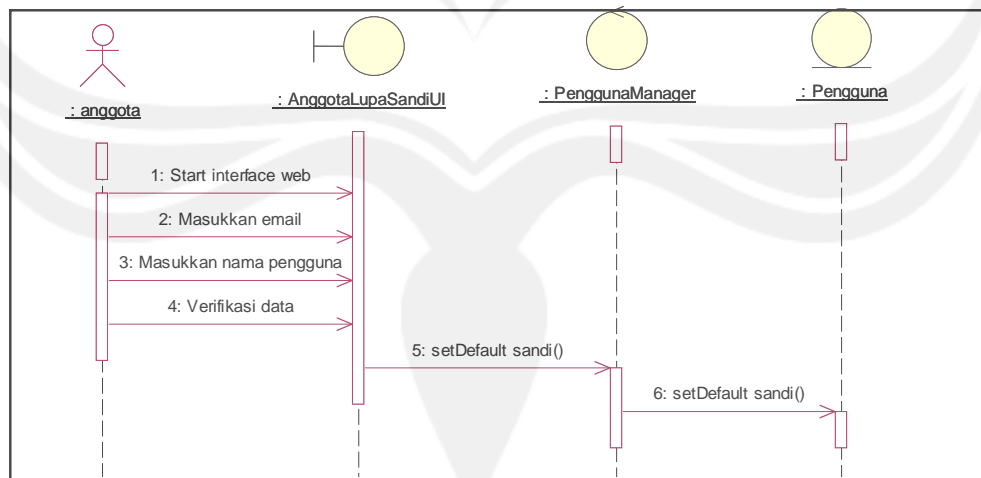 : anggota
: AnggotaLupaSandiUI
: PenggunaManager
: Pengguna
1: Start interface web
2: Masukkan email
3: Masukkan nama pengguna
4: Verifikasi data
5: setDefault sandi()
6: setDefault sandi()